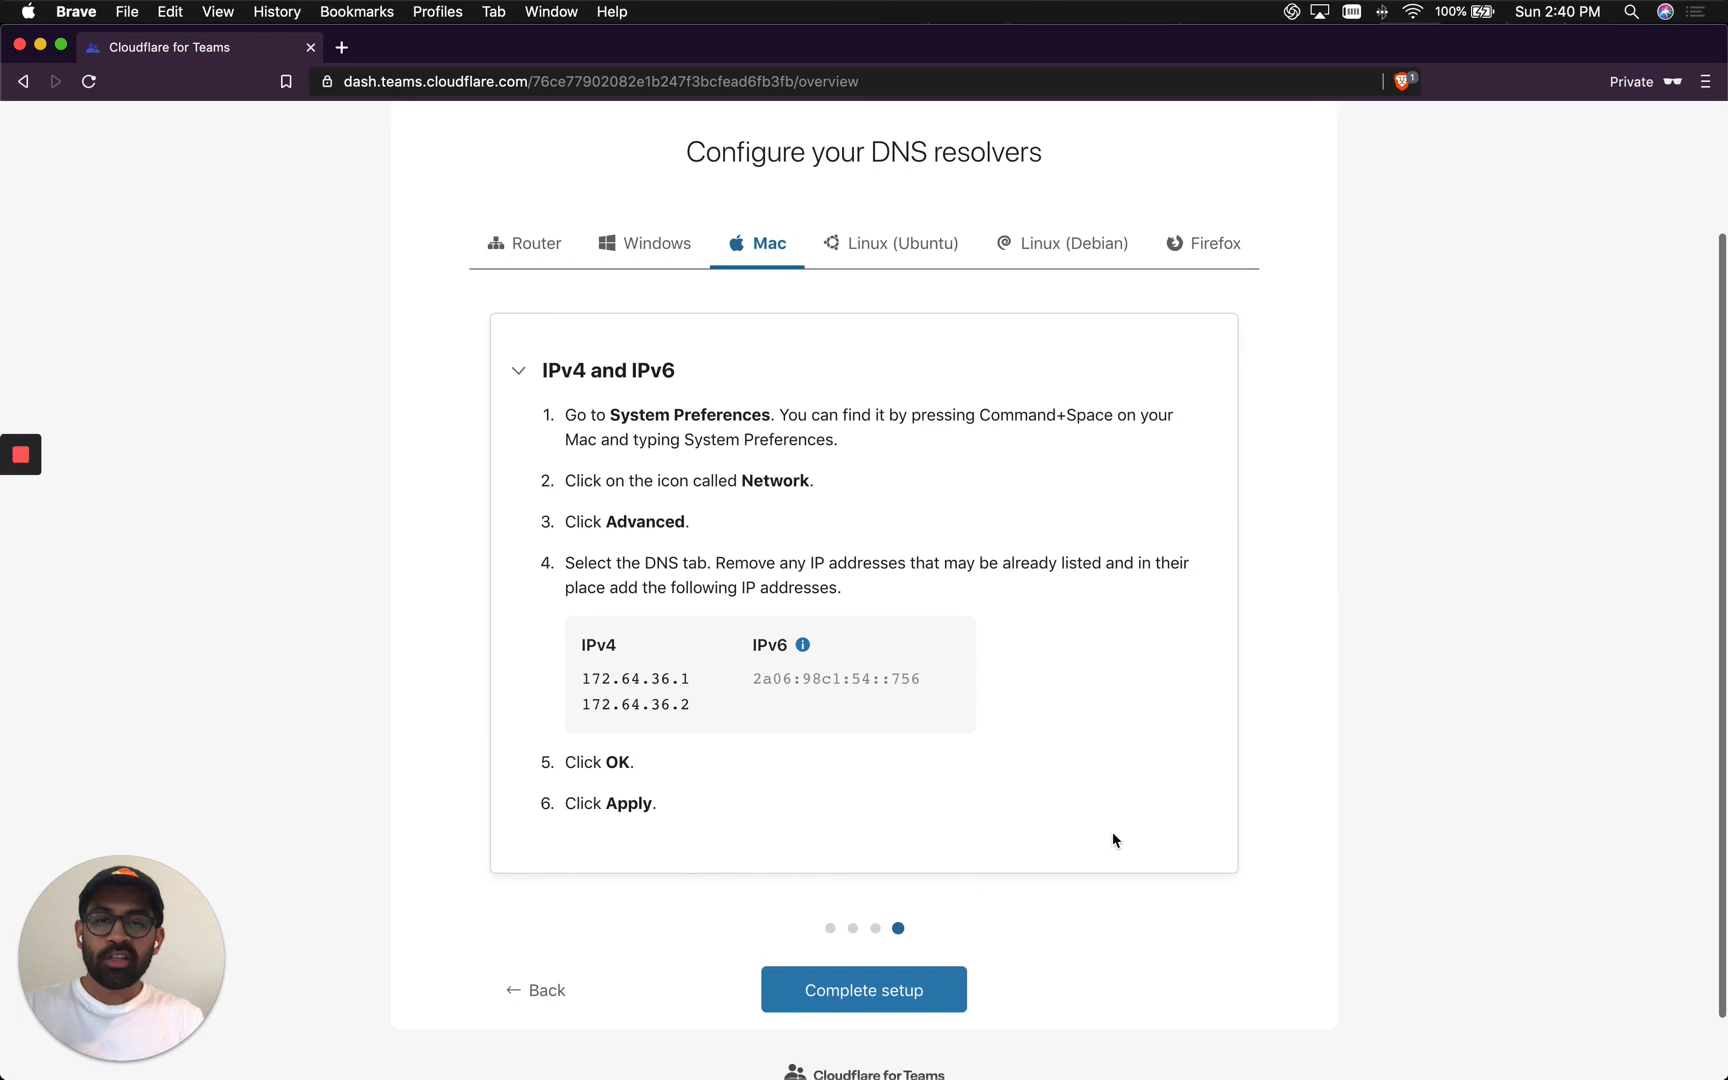 Brave File Edit View History Bookmarks Profiles Tab Window Help 100% Sun 2:40 PM
Cloudflare for Teams
dash.teams.cloudflare.com/76ce77902082e1b247f3bcfead6fb3fb/overview 1 Private
Configure your DNS resolvers
Router Windows Mac Linux (Ubuntu) Linux (Debian) Firefox
IPv4 and IPv6
1. Go to System Preferences. You can find it by pressing Command+Space on your
Mac and typing System Preferences.
2. Click on the icon called Network.
3. Click Advanced.
4. Select the DNS tab. Remove any IP addresses that may be already listed and in their
place add the following IP addresses.
IPv4 IPv6
172.64.36.1 2a06:98c1:54::756
172.64.36.2
5. Click OK.
6. Click Apply.
← Back Complete setup
Cloudflare for Teams